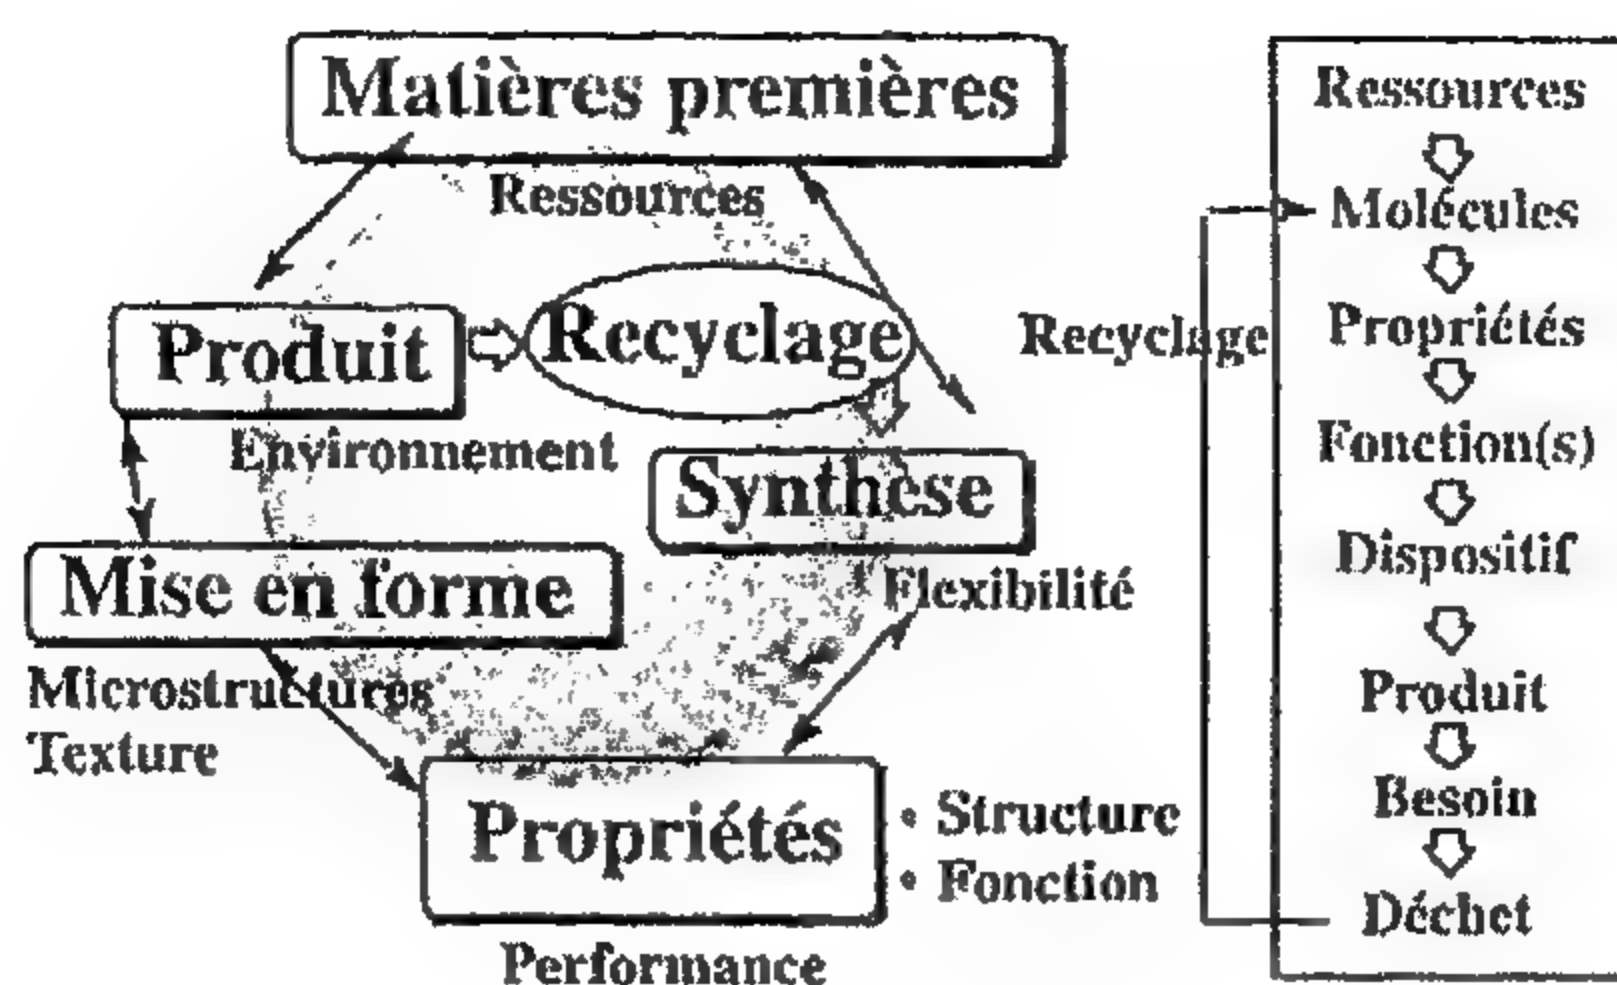 Matières premières
Ressources
Produit
Recyclage
Environnement
Synthèse
Flexibilité
Mise en forme
Microstructures
Texture
Propriétés
• Structure
• Fonction
Performance
Recyclage
Ressources
Molécules
Propriétés
Fonction(s)
Dispositif
Produit
Besoin
Déchet